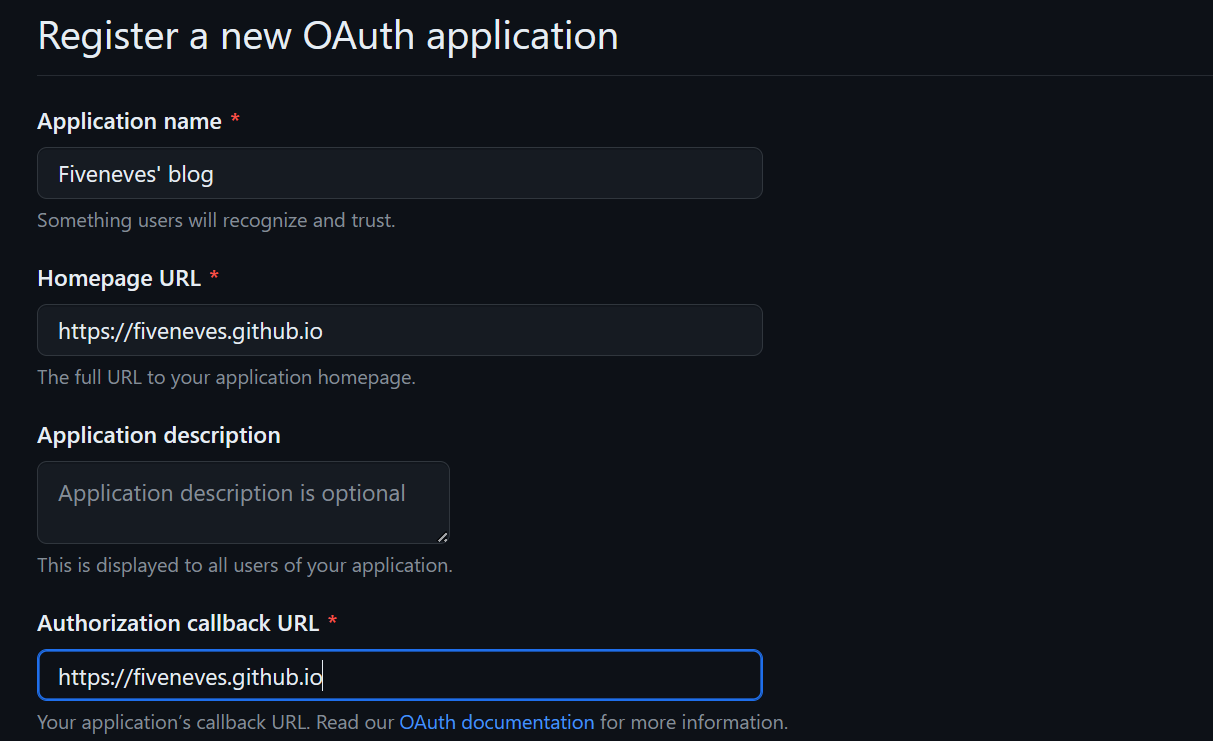 Register a new OAuth application
Application name *
Fiveneves' blog
Something users will recognize and trust.
Homepage URL *
https://fiveneves.github.io
The full URL to your application homepage.
Application description
Application description is optional
This is displayed to all users of your application.
Authorization callback URL *
https://fiveneves.github.io
Your application’s callback URL. Read our OAuth documentation for more information.